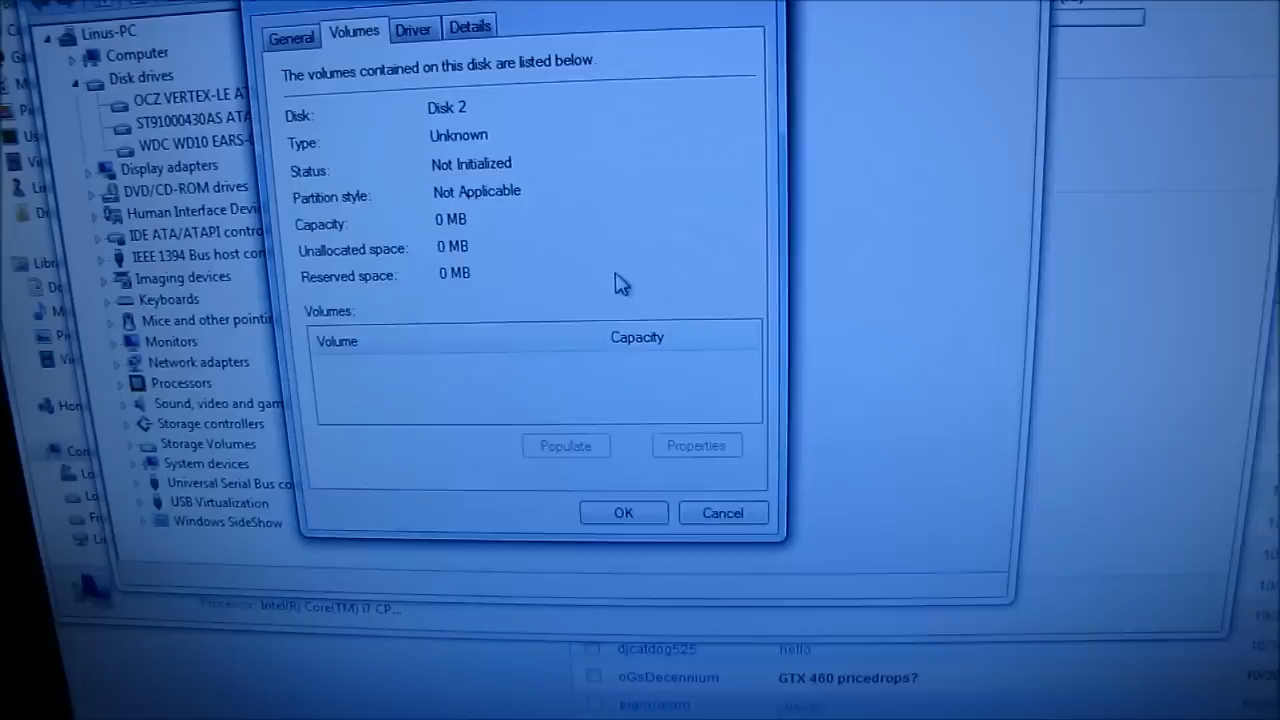 Linus-PC
Computer
Disk drives
OCZ VERTEX-LE AT
ST91000430AS ATA
WDC WD10 EARS-
Display adapters
DVD/CD-ROM drives
Human Interface Devi
IDE ATA/ATAPI contro
IEEE 1394 Bus host con
Imaging devices
Keyboards
Mice and other pointin
Monitors
Network adapters
Processors
Sound, video and gam
Storage controllers
Storage Volumes
System devices
Universal Serial Bus co
USB Virtualization
Windows SideShow
General Volumes Driver Details
The volumes contained on this disk are listed below.
Disk: Disk 2
Type: Unknown
Status: Not Initialized
Partition style: Not Applicable
Capacity: 0 MB
Unallocated space: 0 MB
Reserved space: 0 MB
Volumes:
Volume Capacity
Populate Properties
OK Cancel
Processor: Intel(R) Core(TM) i7 CP...
djcatdog525 hello
oGsDecennium GTX 460 pricedrops?